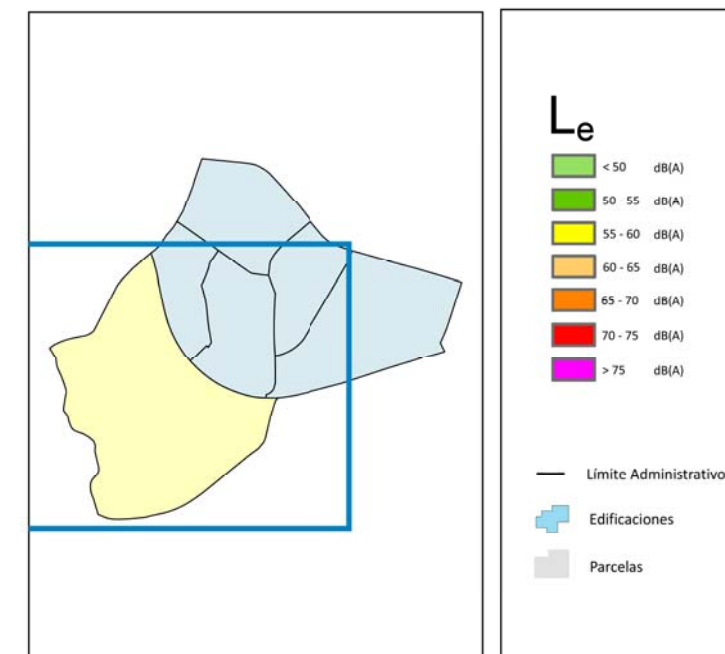 Le
< 50 dB(A)
50 55 dB(A)
55 - 60 dB(A)
60 - 65 dB(A)
65 - 70 dB(A)
70 - 75 dB(A)
> 75 dB(A)
Límite Administrativo
Edificaciones
Parcelas